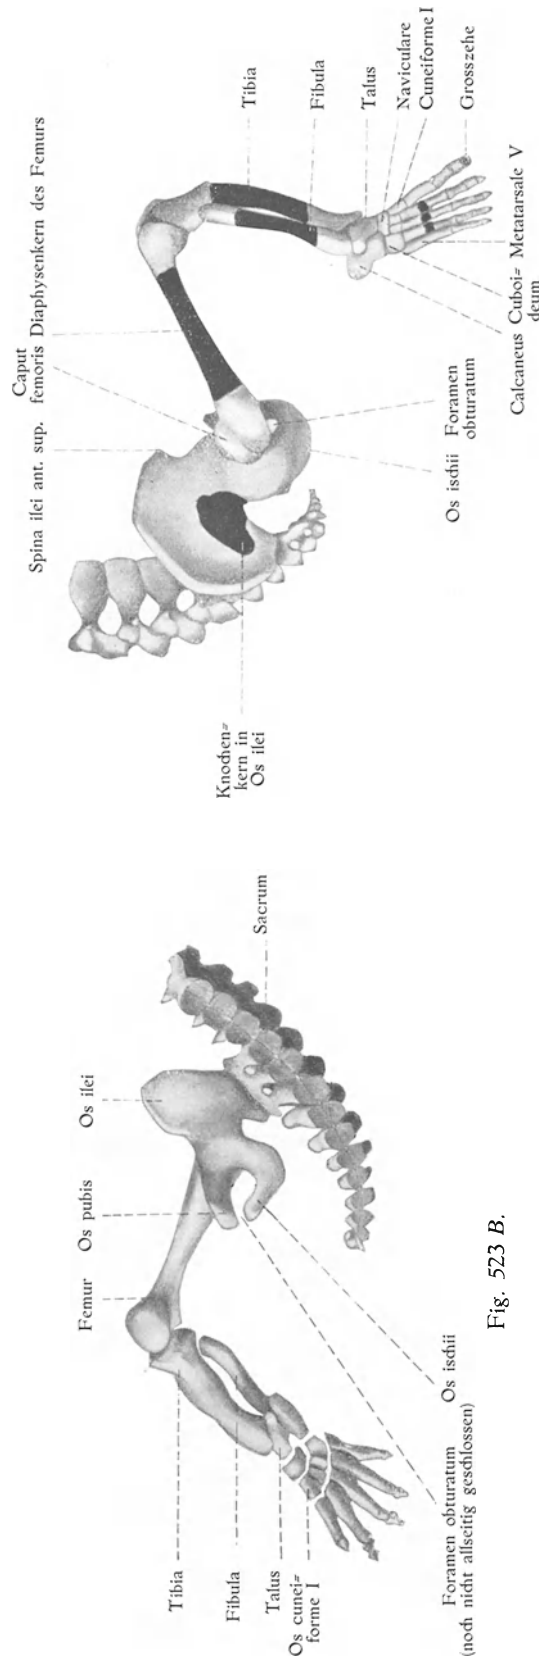 Femur
Os pubis
Os ilei
Tibia
Fibula
Talus
Os cunei⸗
forme I
Sacrum
Foramen obturatum
(noch nicht allseitig geschlossen)
Os ischii
Fig. 523 B.
Spina ilei ant. sup.
Caput
femoris
Diaphysenkern des Femurs
Knochen⸗
kern in
Os ilei
Os ischii
Foramen
obturatum
Tibia
Fibula
Talus
Naviculare
Cuneiforme I
Grosszehe
Calcaneus
Cuboi⸗
deum
Metatarsale V